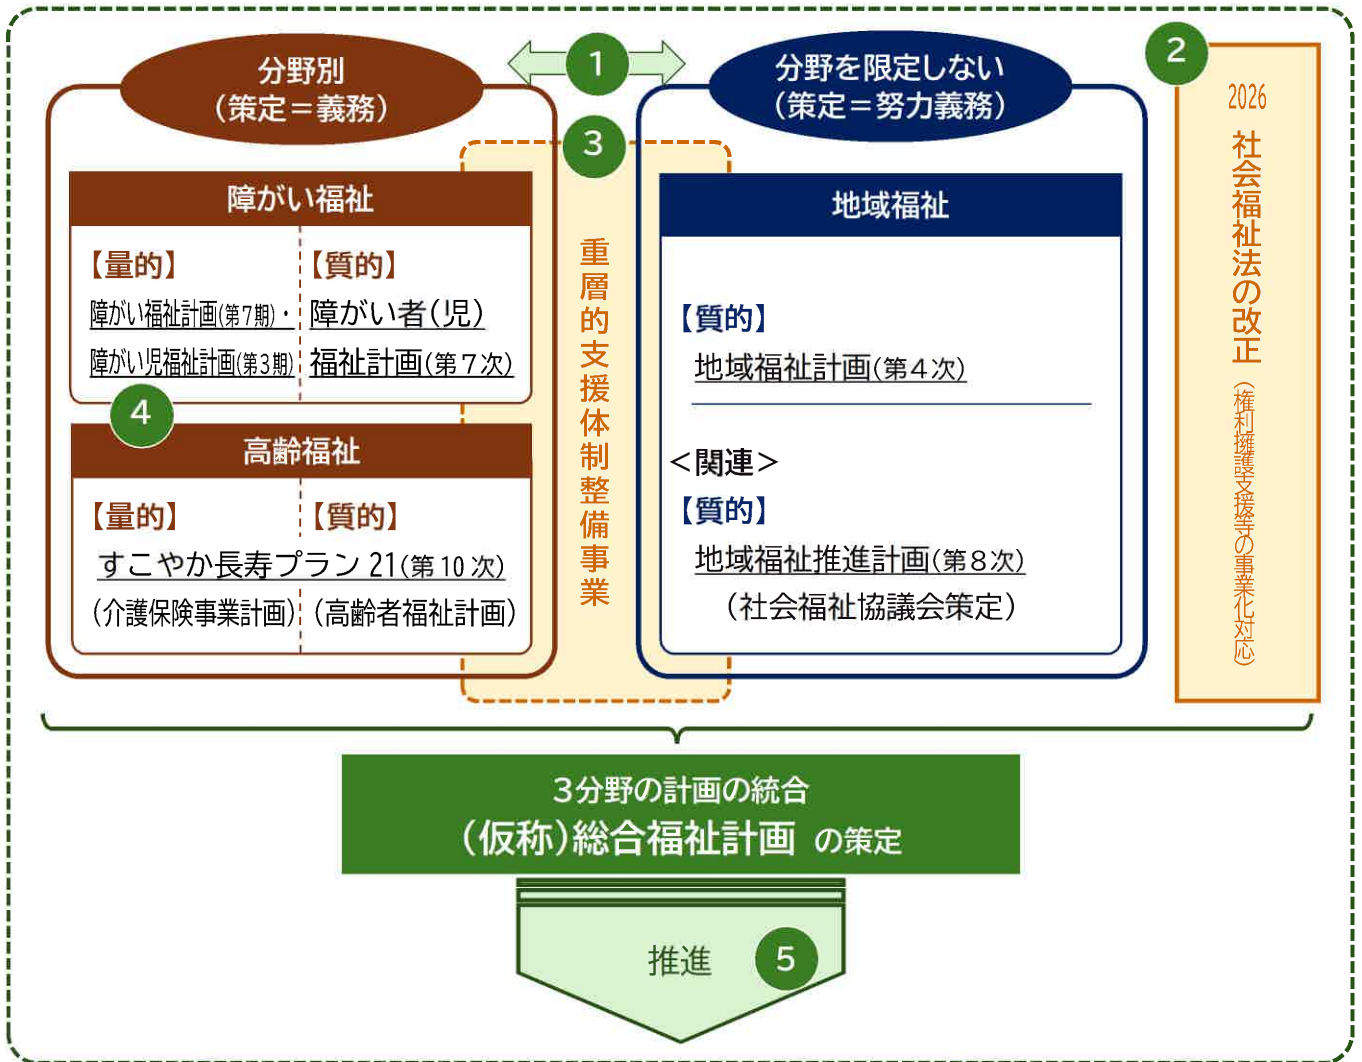 分野別
（策定＝義務）
1
分野を限定しない
（策定＝努力義務）
2
3
障がい福祉
【量的】
障がい福祉計画(第７期)・
障がい児福祉計画(第３期)
【質的】
障がい者(児)
福祉計画(第７次)
4
高齢福祉
【量的】
【質的】
すこやか長寿プラン 21(第 10 次)
(介護保険事業計画)
(高齢者福祉計画)
重層的支援体制整備事業
地域福祉
【質的】
地域福祉計画(第４次)
＜関連＞
【質的】
地域福祉推進計画(第８次)
（社会福祉協議会策定）
2026
社会福祉法の改正
（権利擁護支援等の事業化対応）
３分野の計画の統合
（仮称）総合福祉計画 の策定
推進
5